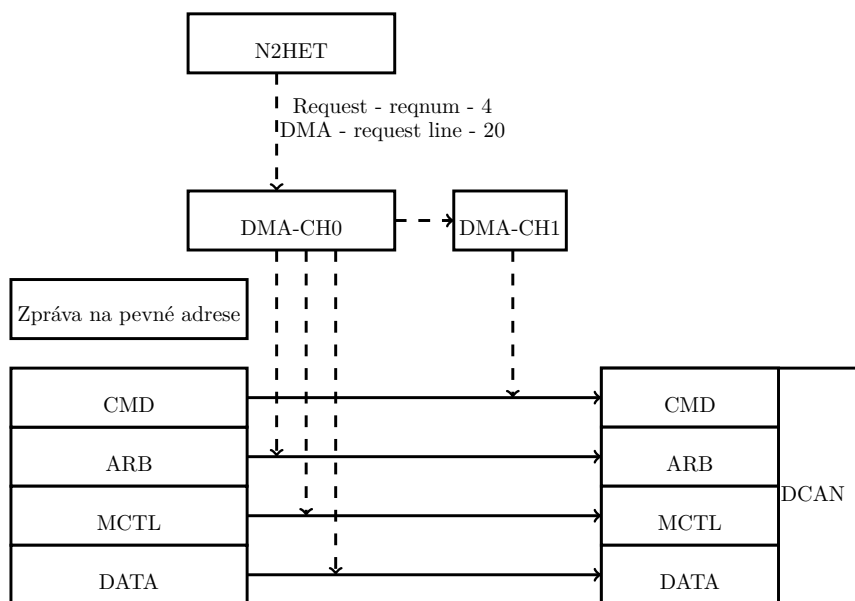 N2HET
Request - reqnum - 4
DMA - request line - 20
DMA-CH0
DMA-CH1
Zpráva na pevné adrese
CMD
CMD
ARB
ARB
MCTL
MCTL
DCAN
DATA
DATA